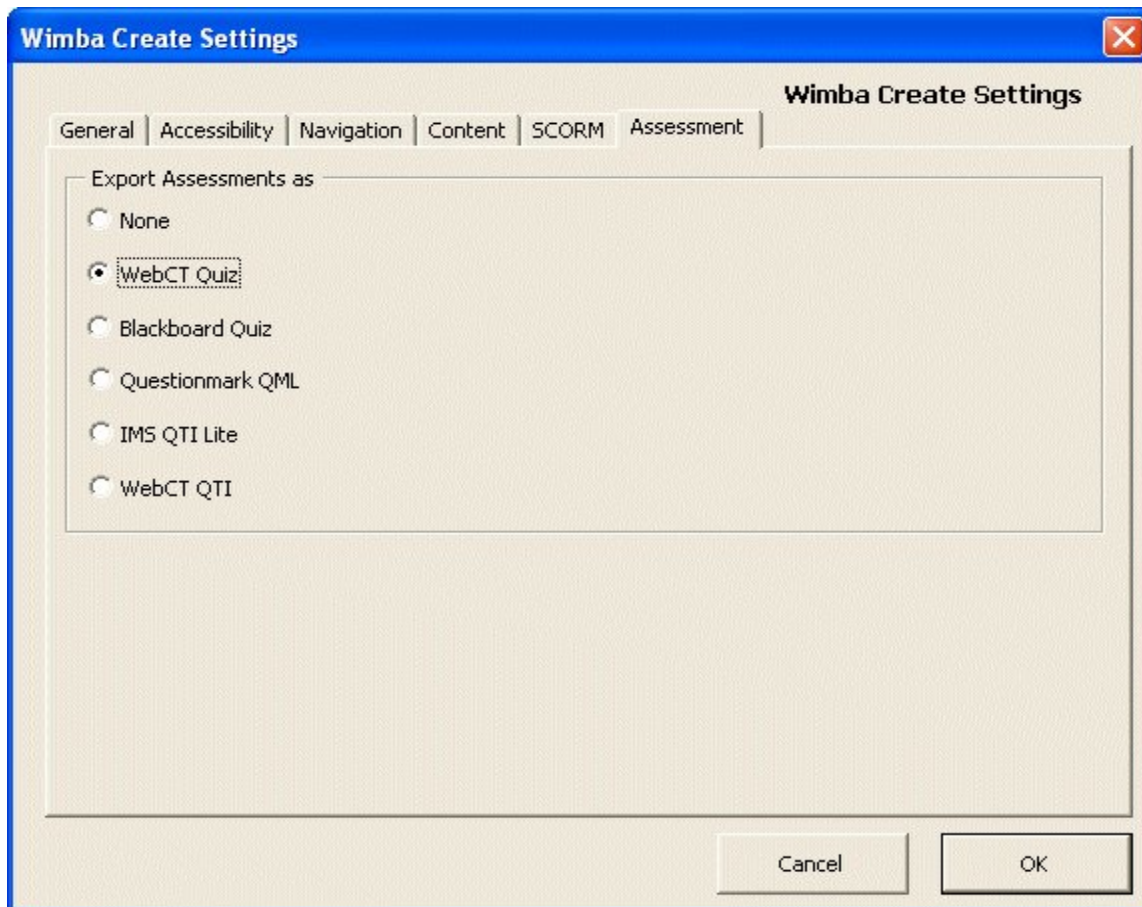 Wimba Create Settings
Wimba Create Settings
General Accessibility Navigation Content SCORM Assessment
Export Assessments as
None
WebCT Quiz
Blackboard Quiz
Questionmark QML
IMS QTI Lite
WebCT QTI
Cancel OK